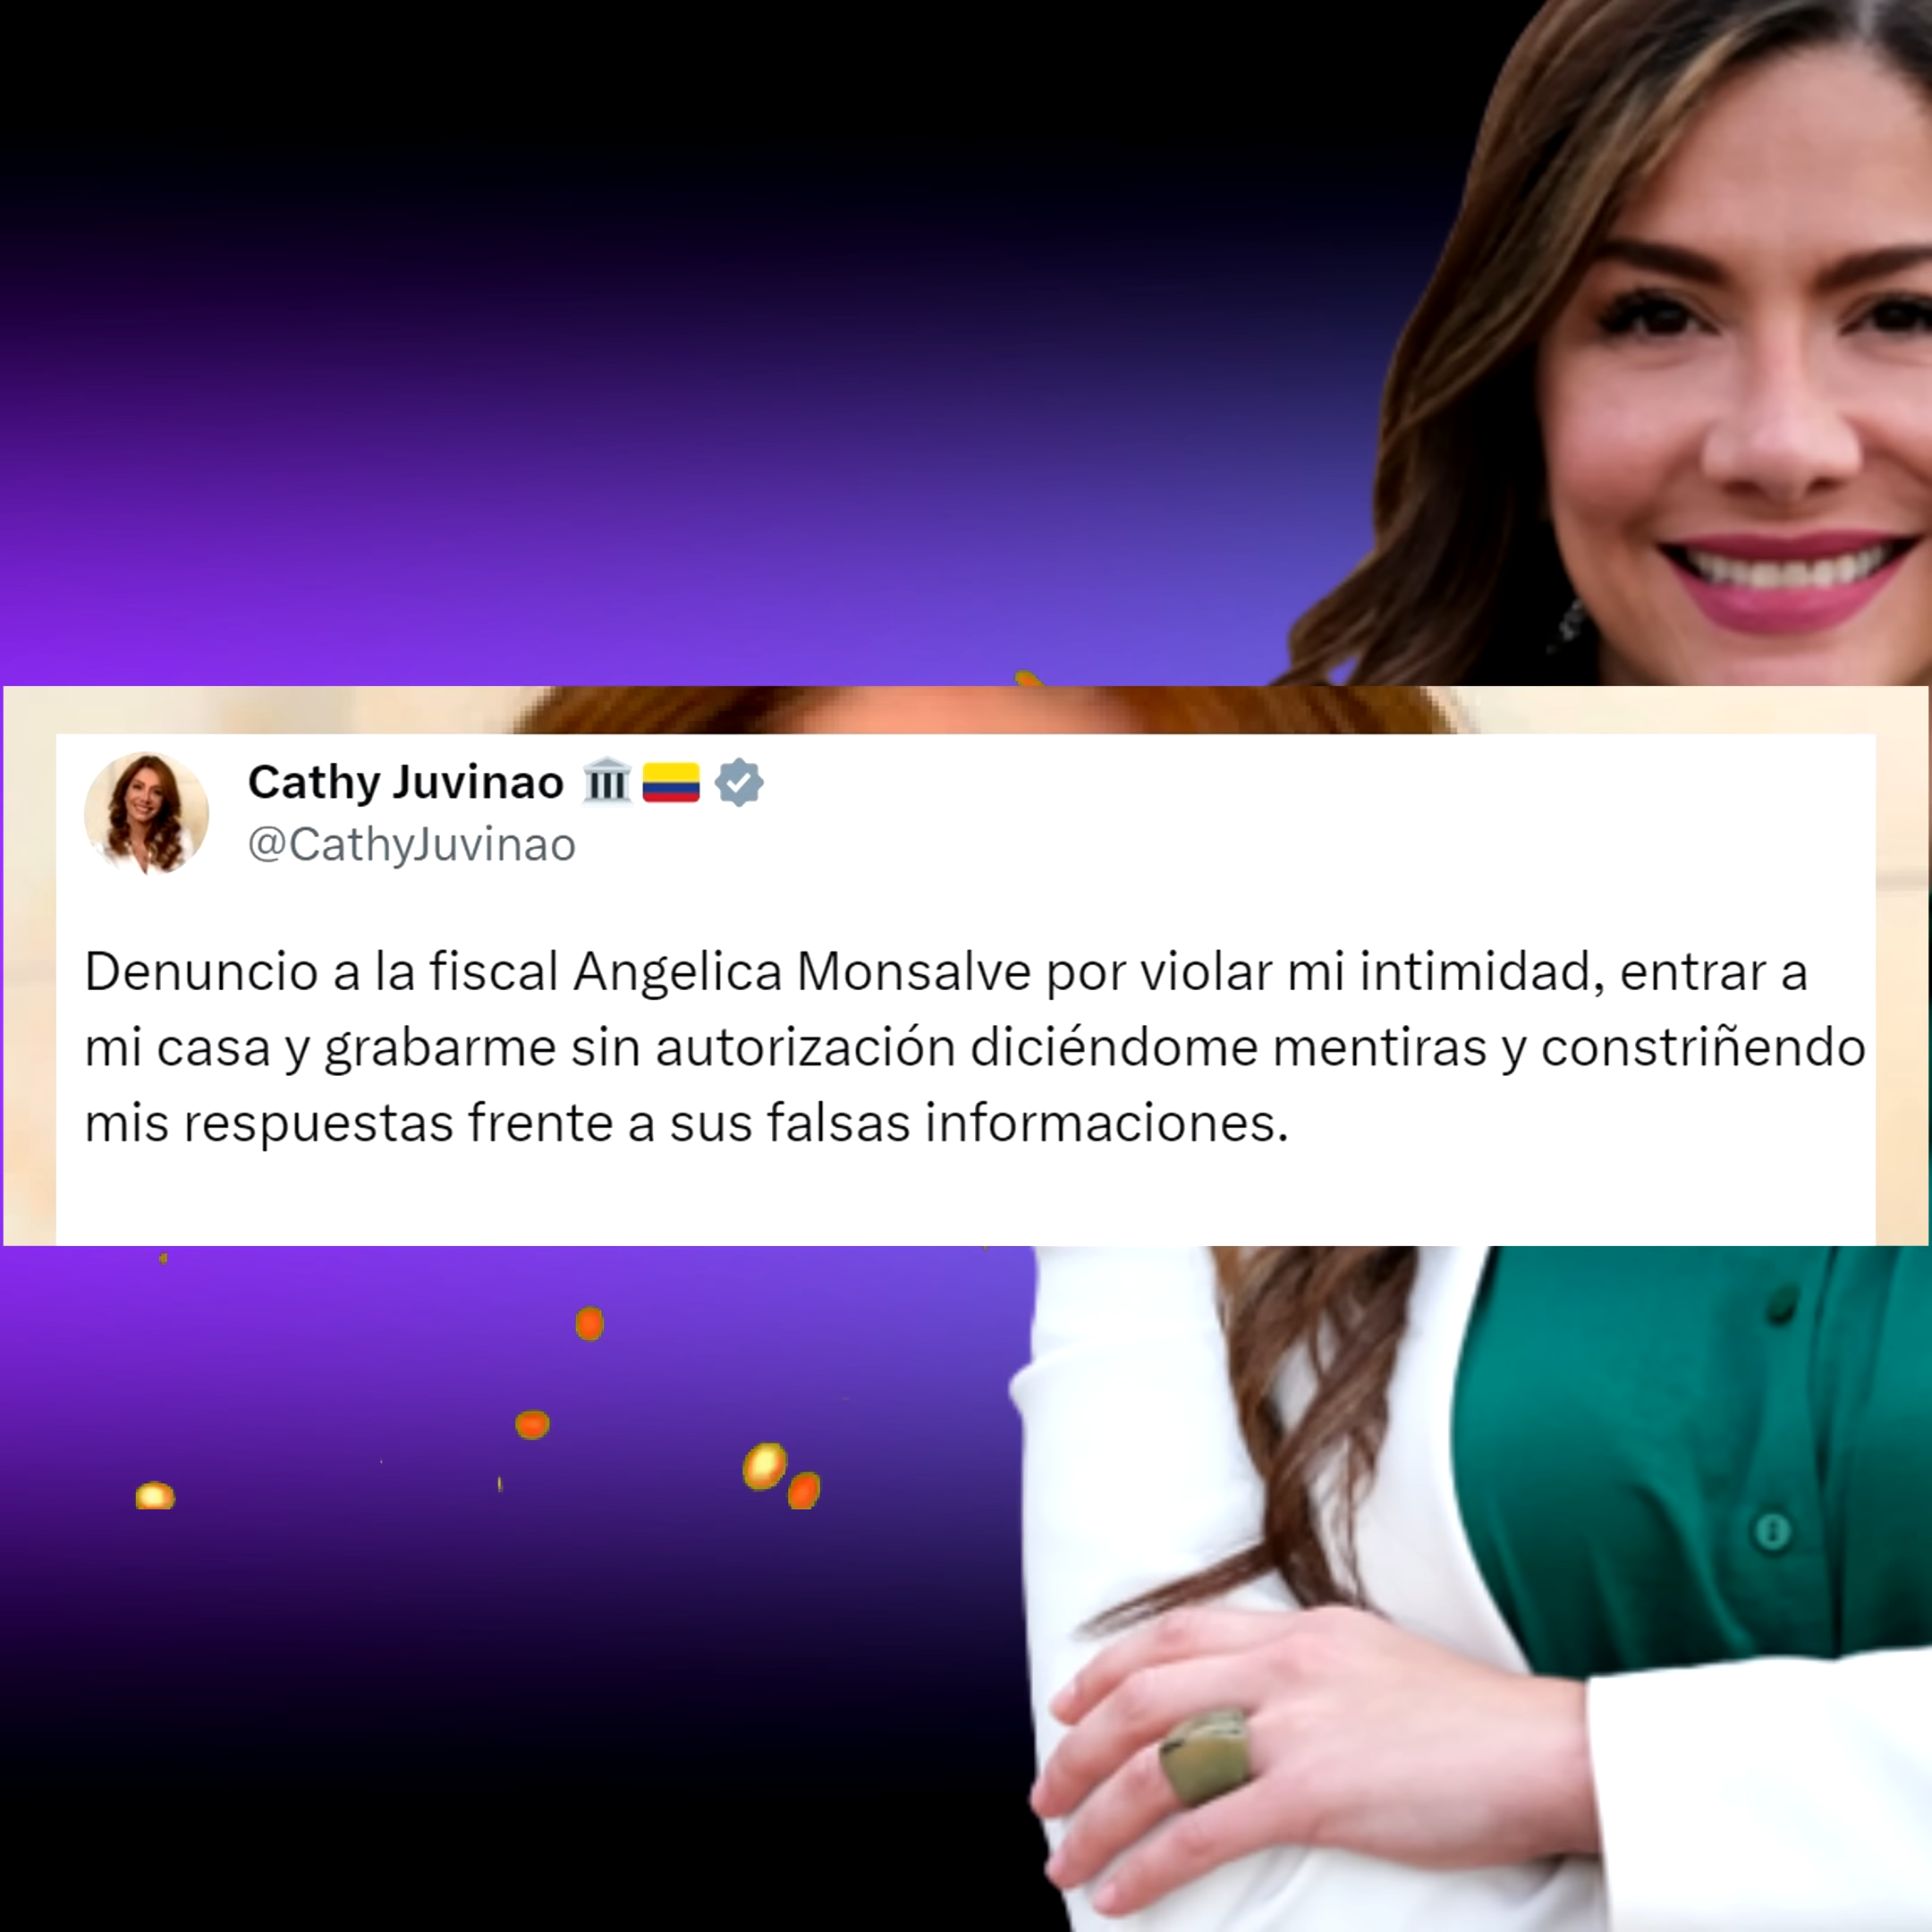 Cathy Juvinao 🏛️🇨🇴
@CathyJuvinao
Denuncio a la fiscal Angelica Monsalve por violar mi intimidad, entrar a
mi casa y grabarme sin autorización diciéndome mentiras y constriñendo
mis respuestas frente a sus falsas informaciones.